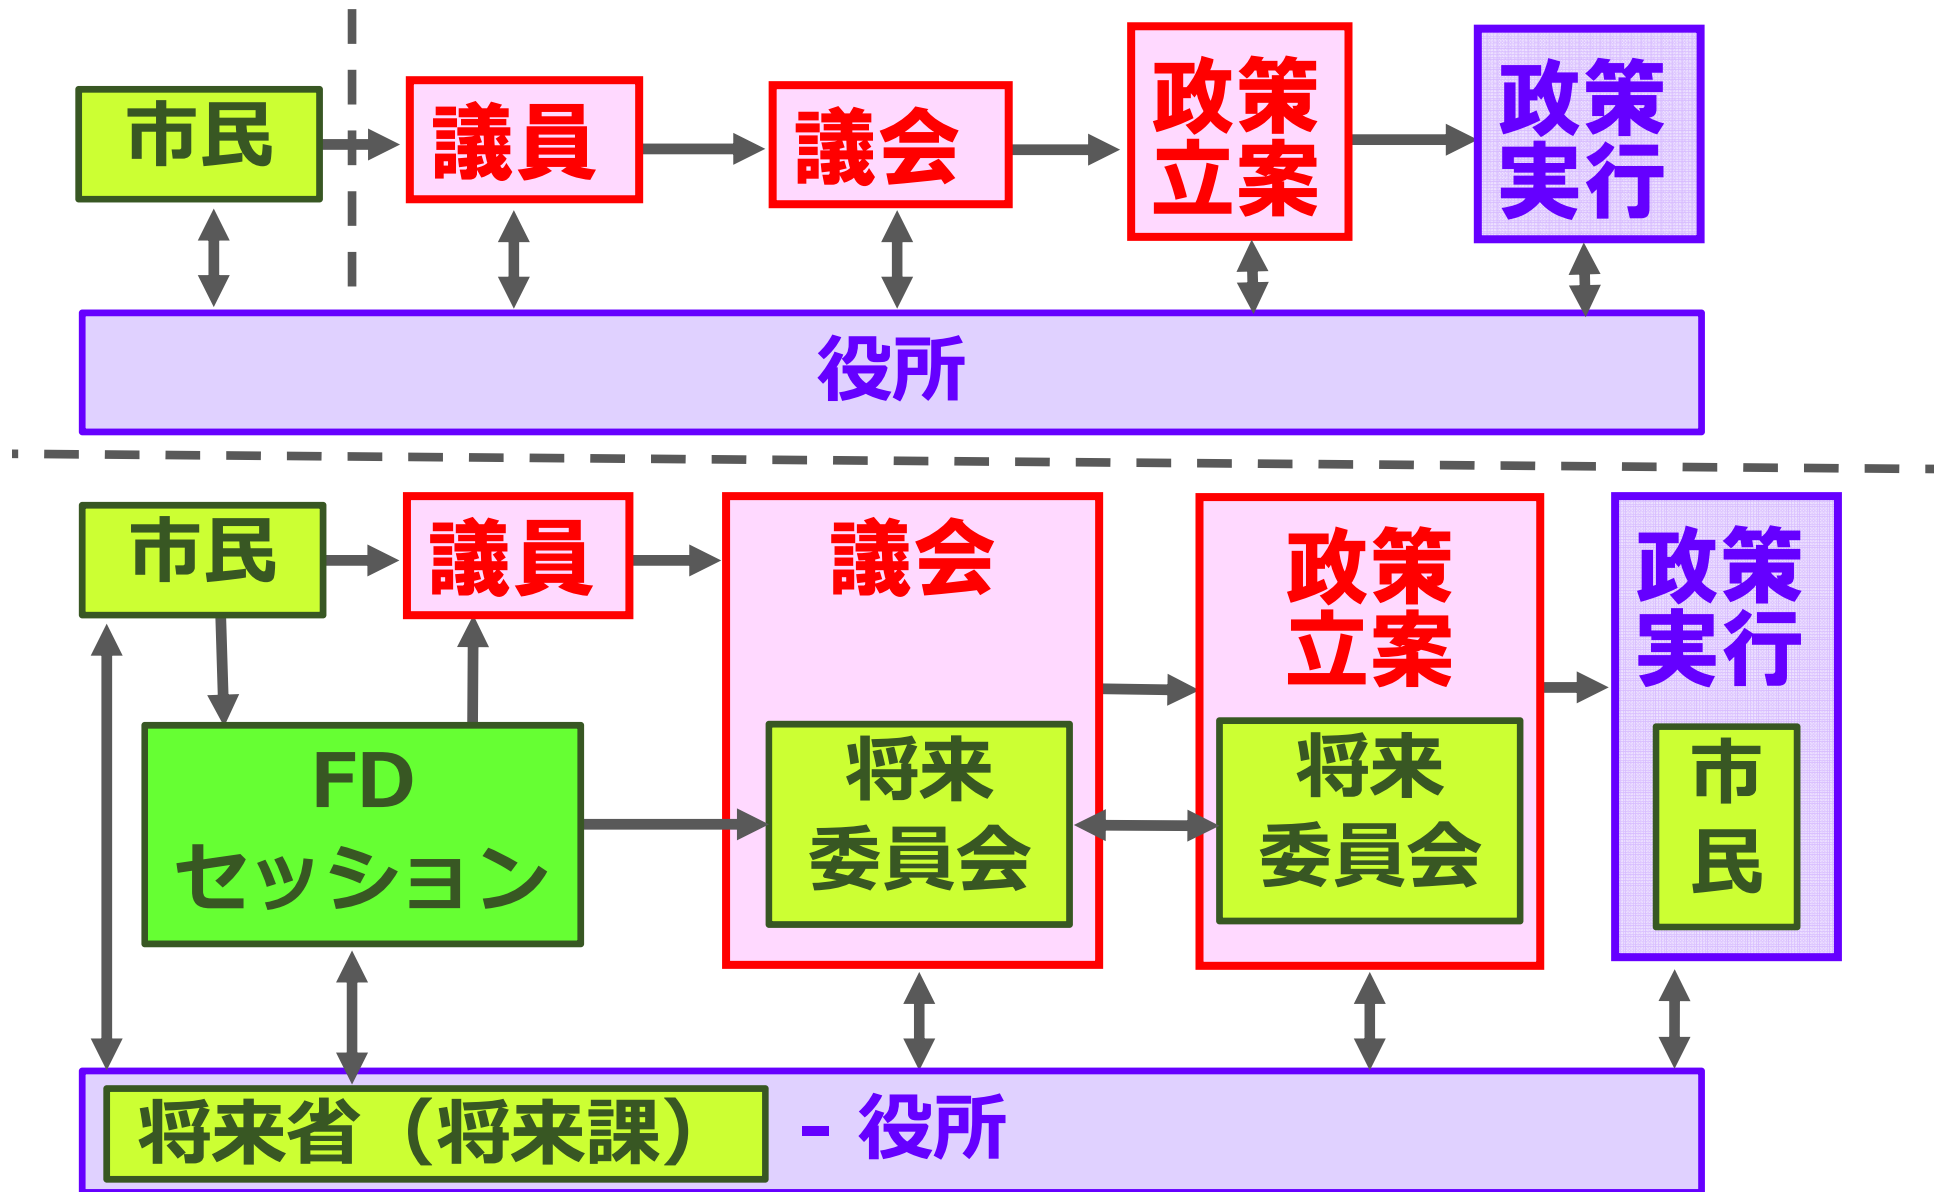 市民
議員
議会
政策
立案
政策
実行
役所
市民
議員
議会
政策
立案
政策
実行
FD
セッション
将来
委員会
将来
委員会
市
民
将来省（将来課）
- 役所